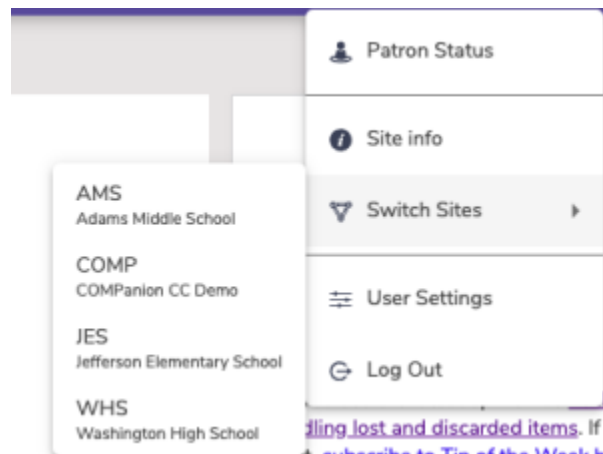 Patron Status
Site info
Switch Sites
AMS
Adams Middle School
COMP
COMPanion CC Demo
JES
Jefferson Elementary School
WHS
Washington High School
User Settings
Log Out
dling lost and discarded items. If
subscribe to Tip of the Week